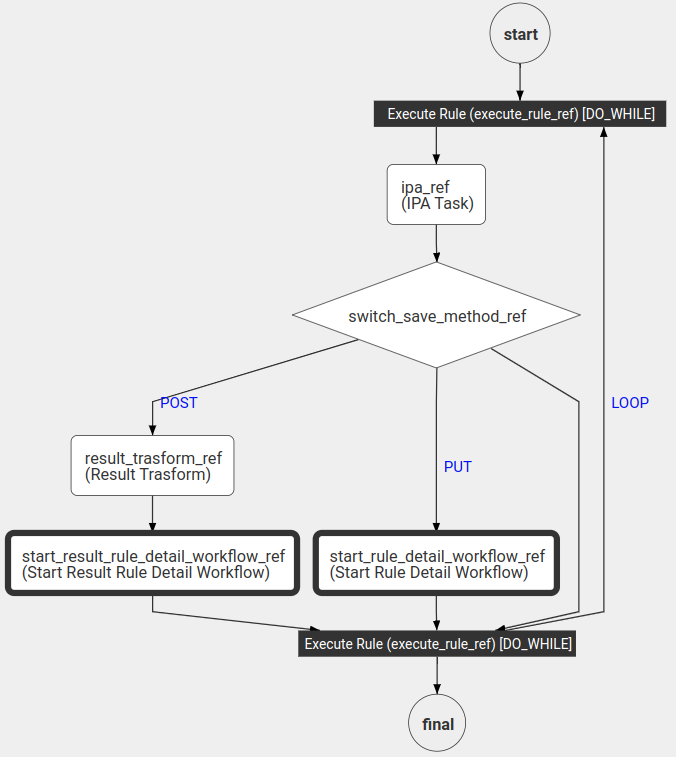 start
Execute Rule (execute_rule_ref) [DO_WHILE]
ipa_ref
(IPA Task)
switch_save_method_ref
POST
LOOP
result_trasform_ref
(Result Trasform)
PUT
start_result_rule_detail_workflow_ref
(Start Result Rule Detail Workflow)
start_rule_detail_workflow_ref
(Start Rule Detail Workflow)
Execute Rule (execute_rule_ref) [DO_WHILE]
final